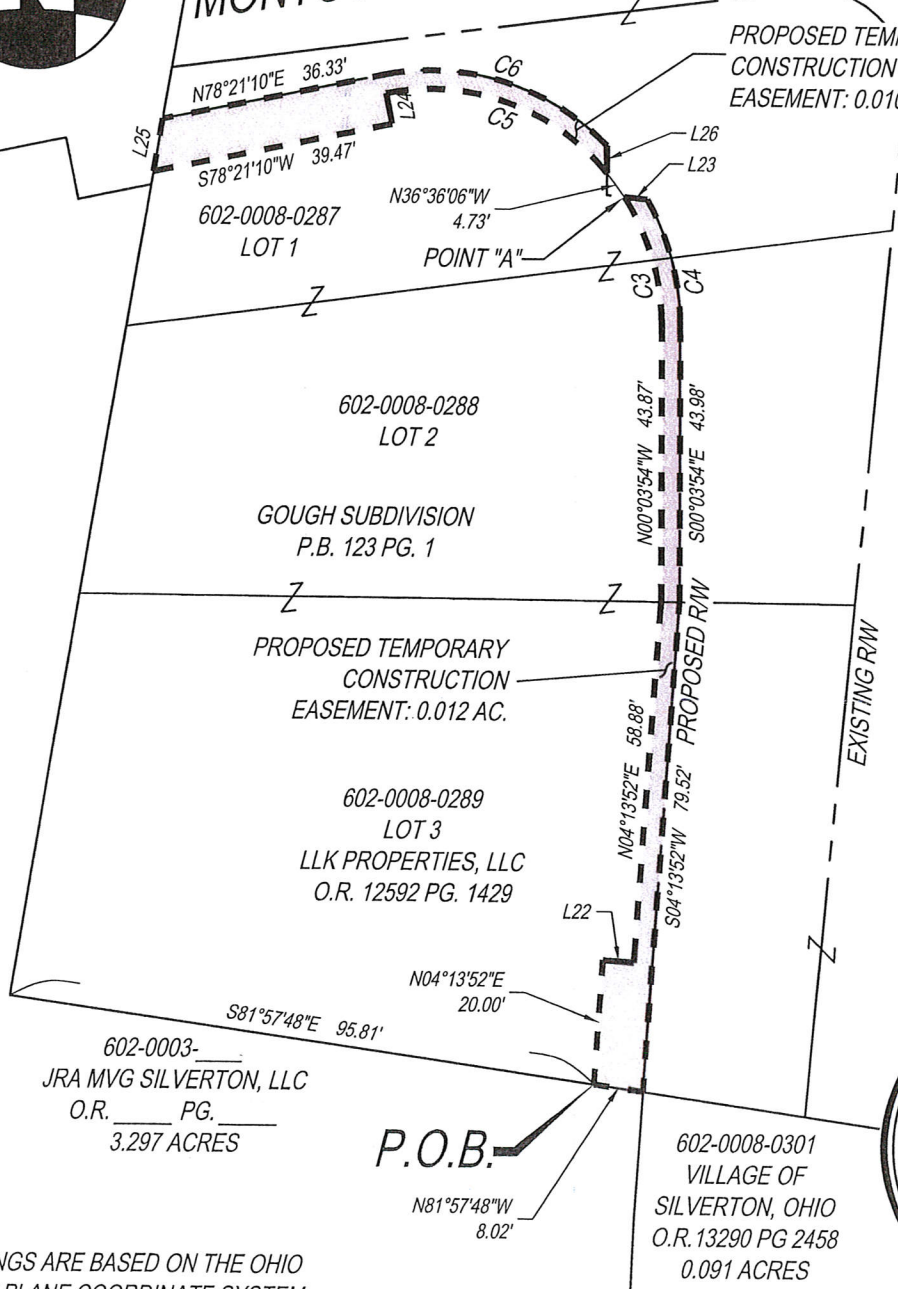 PROPOSED TEM
CONSTRUCTION
EASEMENT: 0.010
C6
N78°21'10"E 36.33'
L24
C5
L25
L26
L23
S78°21'10"W 39.47'
N36°36'06"W
4.73'
602-0008-0287
LOT 1
POINT "A"
C3
C4
602-0008-0288
LOT 2
N00°03'54"W 43.87'
S00°03'54"E 43.98'
GOUGH SUBDIVISION
P.B. 123 PG. 1
PROPOSED TEMPORARY
CONSTRUCTION
EASEMENT: 0.012 AC.
PROPOSED R/W
EXISTING R/W
N04°13'52"E 58.88'
S04°13'52"W 79.52'
602-0008-0289
LOT 3
LLK PROPERTIES, LLC
O.R. 12592 PG. 1429
L22
N04°13'52"E
20.00'
S81°57'48"E 95.81'
602-0003-____
JRA MVG SILVERTON, LLC
O.R. _____ PG. _____
3.297 ACRES
P.O.B.
N81°57'48"W
8.02'
602-0008-0301
VILLAGE OF
SILVERTON, OHIO
O.R.13290 PG 2458
0.091 ACRES
NGS ARE BASED ON THE OHIO
PLANE COORDINATE SYSTEM